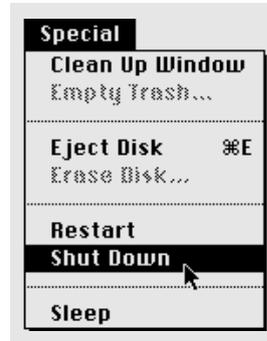 Special
Clean Up Window
Empty Trash...
Eject Disk ⌘E
Erase Disk...
Restart
Shut Down
Sleep